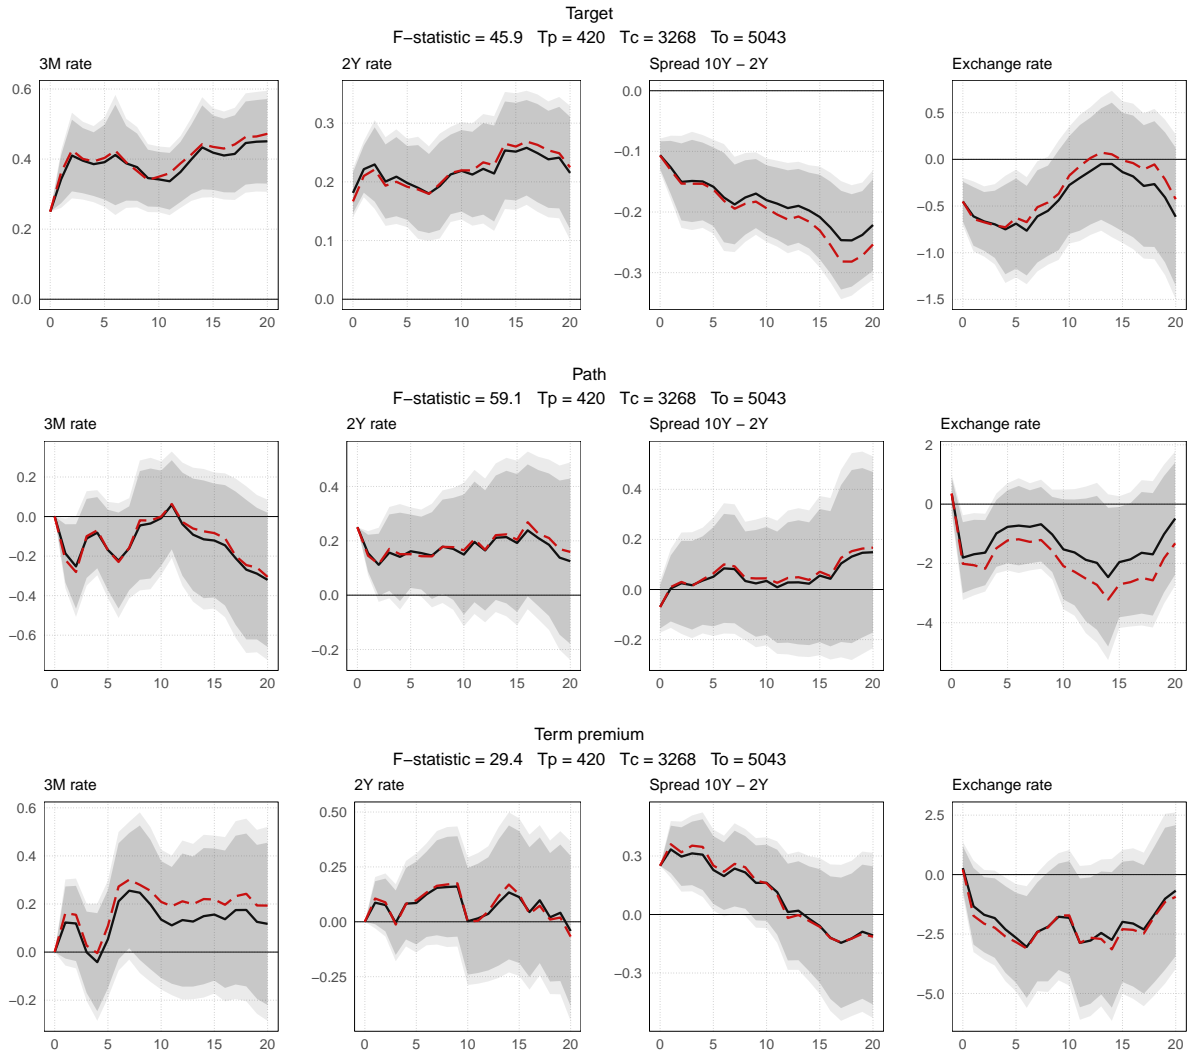 Target
F−statistic = 45.9 Tp = 420 Tc = 3268 To = 5043
3M rate
2Y rate
Spread 10Y − 2Y
Exchange rate
0.6
0.4
0.2
0.0
0 5 10 15 20
0.3
0.2
0.1
0.0
0 5 10 15 20
0.0
−0.1
−0.2
−0.3
0 5 10 15 20
0.5
0.0
−0.5
−1.0
−1.5
0 5 10 15 20
Path
F−statistic = 59.1 Tp = 420 Tc = 3268 To = 5043
3M rate
2Y rate
Spread 10Y − 2Y
Exchange rate
0.2
0.0
−0.2
−0.4
−0.6
0 5 10 15 20
0.4
0.2
0.0
−0.2
0 5 10 15 20
0.4
0.2
0.0
−0.2
0 5 10 15 20
2
0
−2
−4
0 5 10 15 20
Term premium
F−statistic = 29.4 Tp = 420 Tc = 3268 To = 5043
3M rate
2Y rate
Spread 10Y − 2Y
Exchange rate
0.6
0.4
0.2
0.0
−0.2
0 5 10 15 20
0.50
0.25
0.00
−0.25
0 5 10 15 20
0.3
0.0
−0.3
0 5 10 15 20
2.5
0.0
−2.5
−5.0
0 5 10 15 20